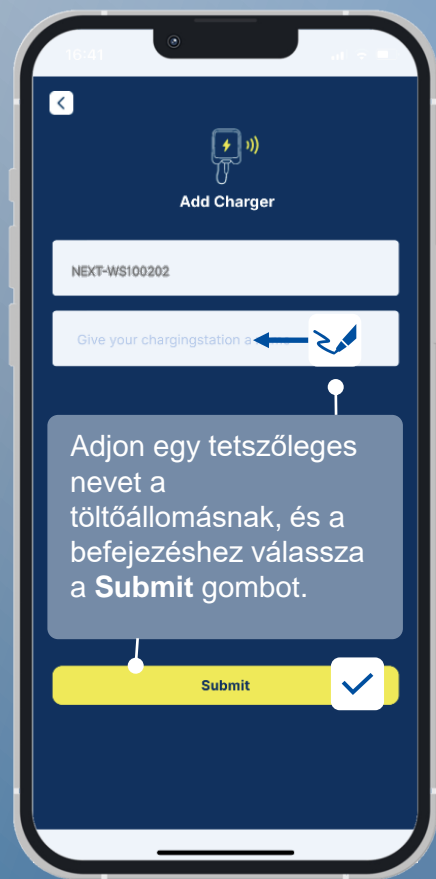 16:41
Add Charger
NEXT-WS100202
Give your chargingstation a
Adjon egy tetszőleges
nevet a
töltőállomásnak, és a
befejezéshez válassza
a Submit gombot.
Submit